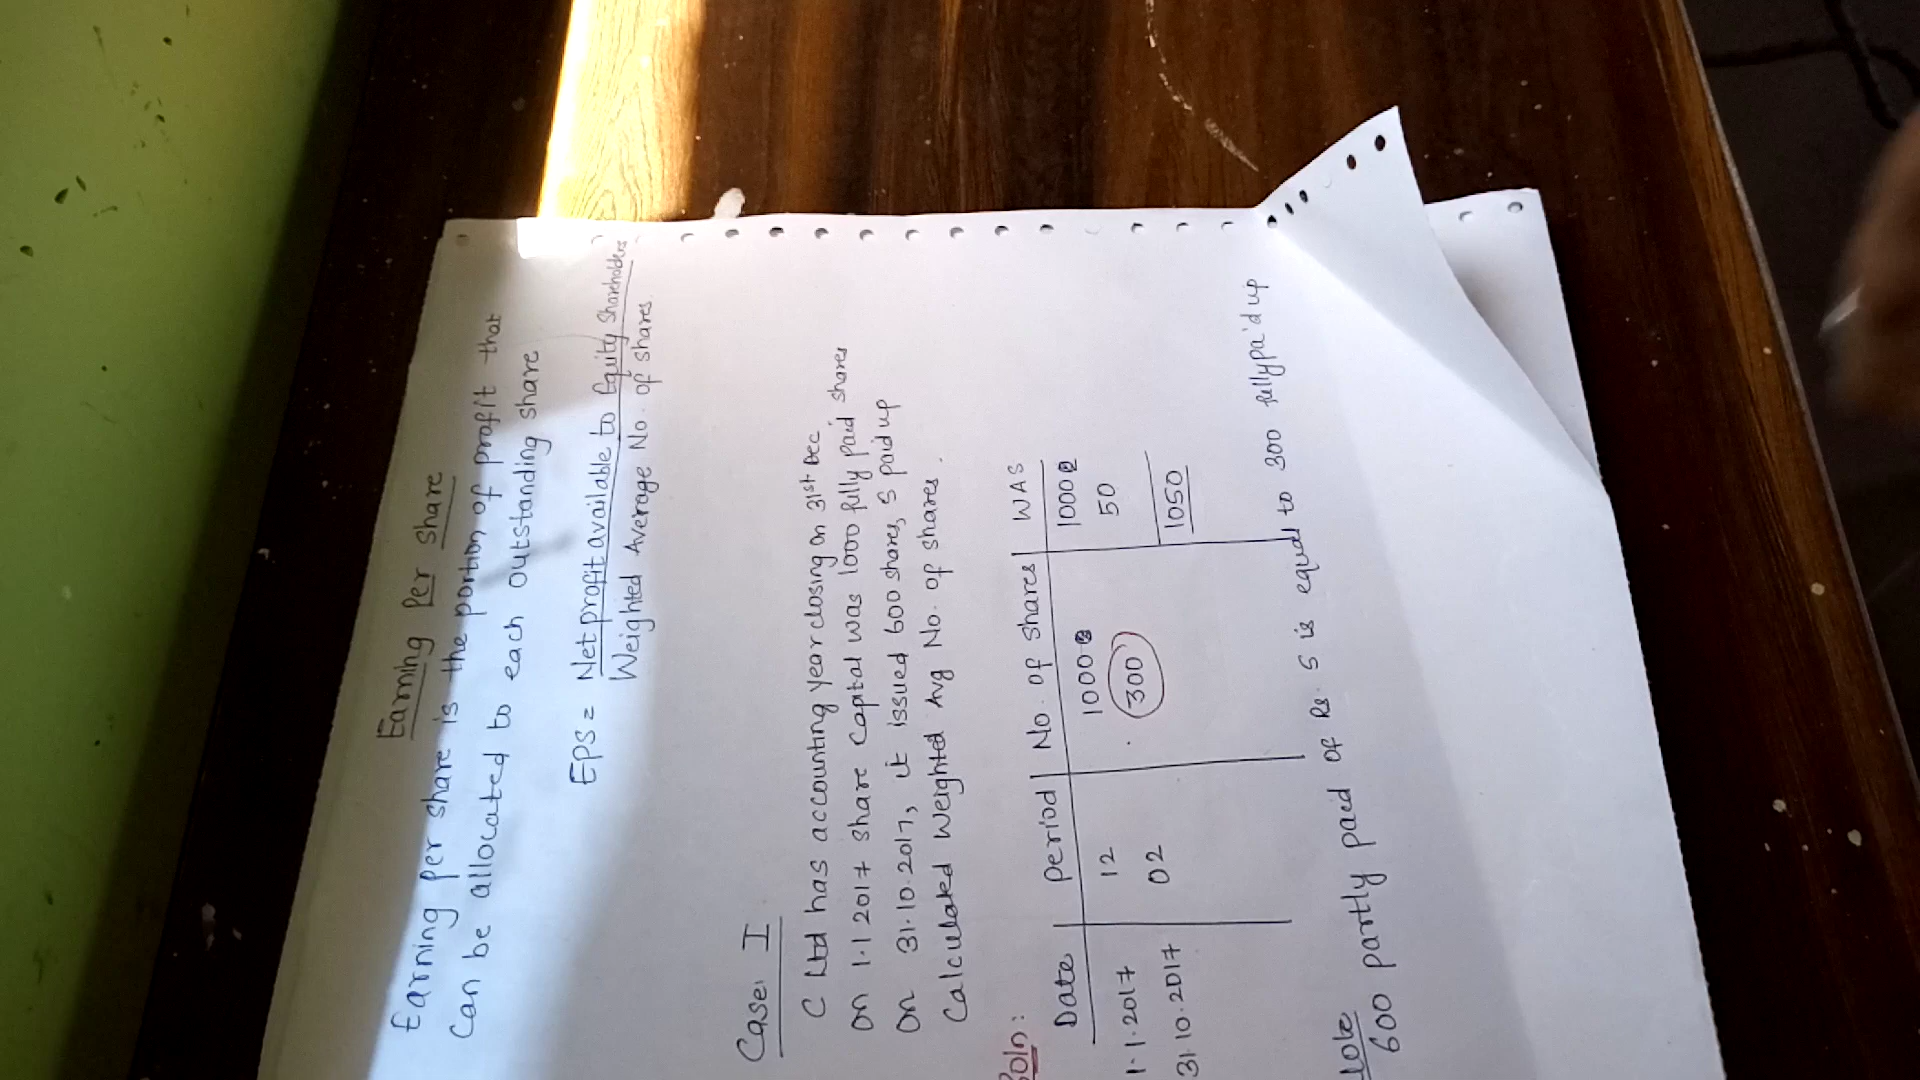 Earning Per share
Earning per share is the portion of profit that
can be allocated to each outstanding share
EPS = Net profit available to Equity Shareholders
Weighted Average No. of shares
Case: I
C Ltd has accounting year closing on 31st Dec
on 1.1.2017 share capital was 1000 fully paid shares
on 31.10.2017, it issued 600 shares, 5 paid up
Calculated Weighted Avg No. of shares.
Soln:
Date Period No. of shares WAS
1.1.2017 12 1000 1000
31.10.2017 02 300 50
1050
Note
600 partly paid of Rs. 5 is equal to 300 fully paid up